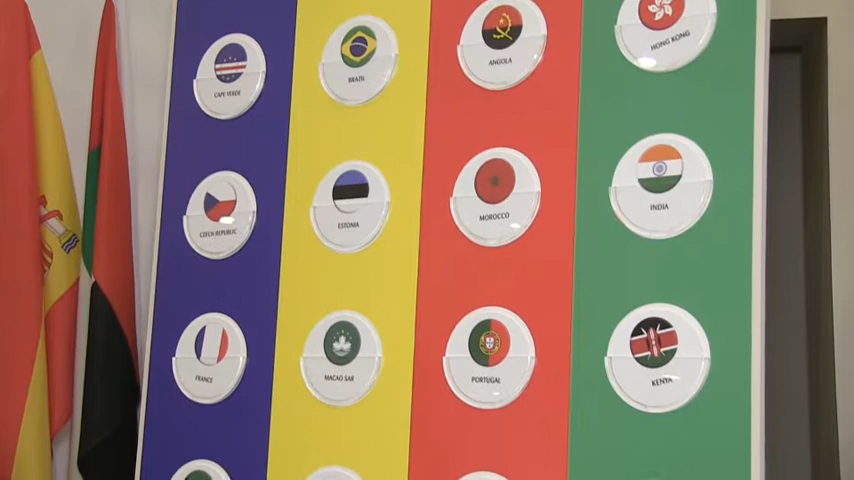 CAPE VERDE
BRAZIL
ANGOLA
HONG KONG
CZECH REPUBLIC
ESTONIA
MOROCCO
INDIA
FRANCE
MACAO SAR
PORTUGAL
KENYA